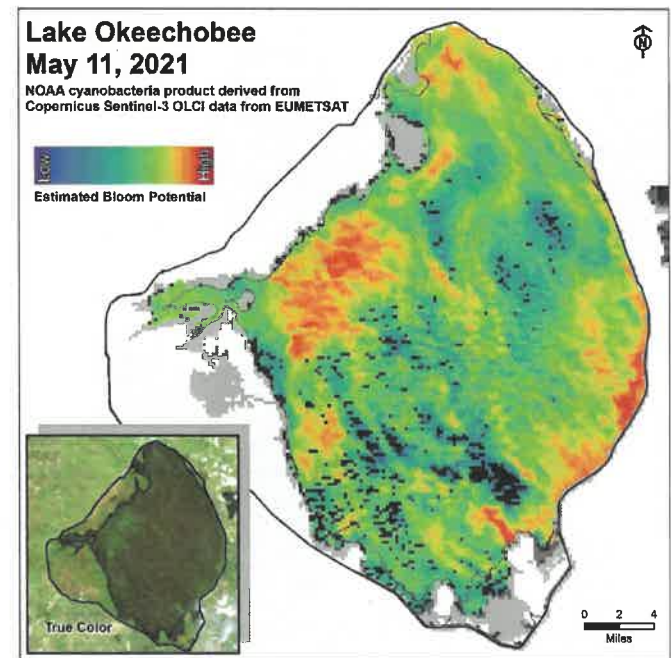 Lake Okeechobee
May 11, 2021
NOAA cyanobacteria product derived from
Copernicus Sentinel-3 OLCI data from EUMETSAT
N
Low
High
Estimated Bloom Potential
True Color
0 2 4
Miles